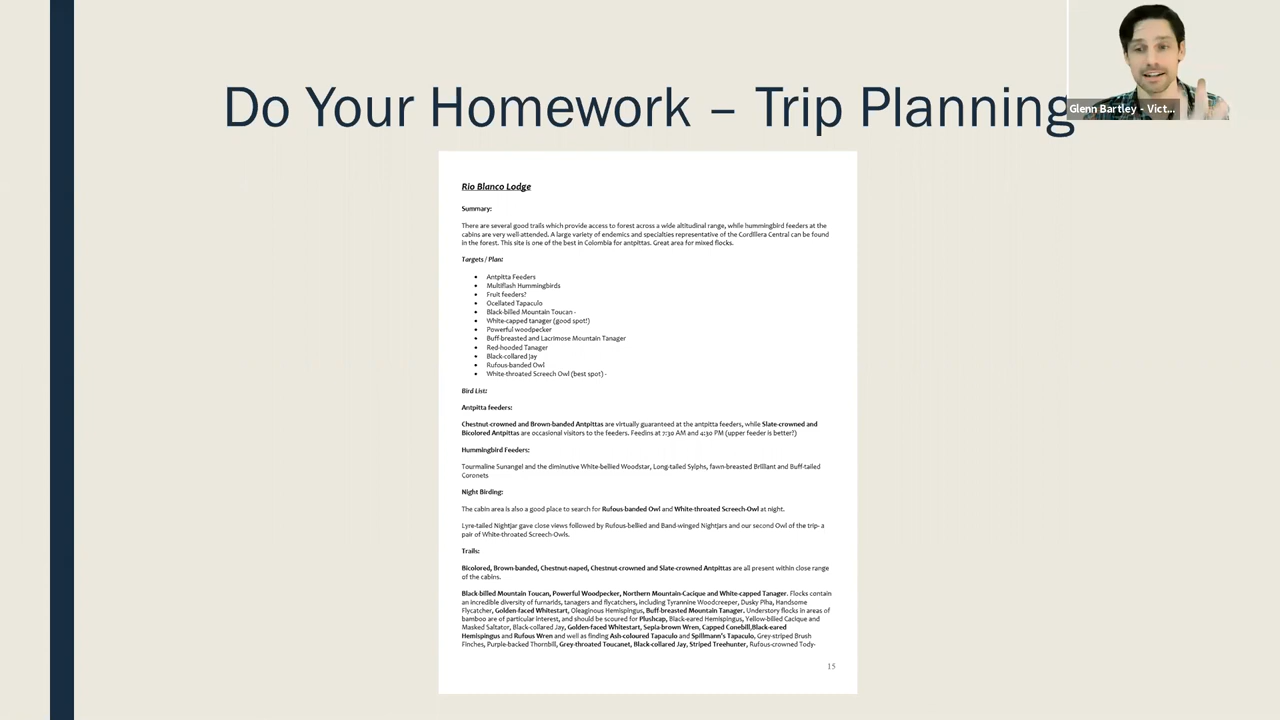 Do Your Homework – Trip Planning
Glenn Bartley - Vict...
Rio Blanco Lodge
Summary:
There are several good trails which provide access to forest across a wide altitudinal range, while hummingbird feeders at the
cabins are very well-attended. A large variety of endemics and specialties representative of the Cordillera Central can be found
in the forest. This site is one of the best in Colombia for antpittas. Great area for mixed flocks.
Targets / Plan:
• Antpitta Feeders
• Multiflash Hummingbirds
• Fruit feeders?
• Ocellated Tapaculo
• Black-billed Mountain Toucan -
• White-capped tanager (good spot!)
• Powerful woodpecker
• Buff-breasted and Lacrimose Mountain Tanager
• Red-hooded Tanager
• Black-collared jay
• Rufous-banded Owl
• White-throated Screech Owl (best spot) -
Bird List:
Antpitta feeders:
Chestnut-crowned and Brown-banded Antpittas are virtually guaranteed at the antpitta feeders, while Slate-crowned and
Bicolored Antpittas are occasional visitors to the feeders. Feedins at 7:30 AM and 4:30 PM (upper feeder is better?)
Hummingbird Feeders:
Tourmaline Sunangel and the diminutive White-bellied Woodstar, Long-tailed Sylphs, fawn-breasted Brilliant and Buff-tailed
Coronets
Night Birding:
The cabin area is also a good place to search for Rufous-banded Owl and White-throated Screech-Owl at night.
Lyre-tailed Nightjar gave close views followed by Rufous-bellied and Band-winged Nightjars and our second Owl of the trip- a
pair of White-throated Screech-Owls.
Trails:
Bicolored, Brown-banded, Chestnut-naped, Chestnut-crowned and Slate-crowned Antpittas are all present within close range
of the cabins.
Black-billed Mountain Toucan, Powerful Woodpecker, Northern Mountain-Cacique and White-capped Tanager. Flocks contain
an incredible diversity of furnarids, tanagers and flycatchers, including Tyrannine Woodcreeper, Dusky Piha, Handsome
Flycatcher, Golden-faced Whitestart, Oleaginous Hemispingus, Buff-breasted Mountain Tanager. Understory flocks in areas of
bamboo are of particular interest, and should be scoured for Plushcap, Black-eared Hemispingus, Yellow-billed Cacique and
Masked Saltator, Black-collared Jay, Golden-faced Whitestart, Sepia-brown Wren, Capped Conebill,Black-eared
Hemispingus and Rufous Wren and well as finding Ash-coloured Tapaculo and Spillmann's Tapaculo, Grey-striped Brush
Finches, Purple-backed Thornbill, Grey-throated Toucanet, Black-collared Jay, Striped Treehunter, Rufous-crowned Tody-
15